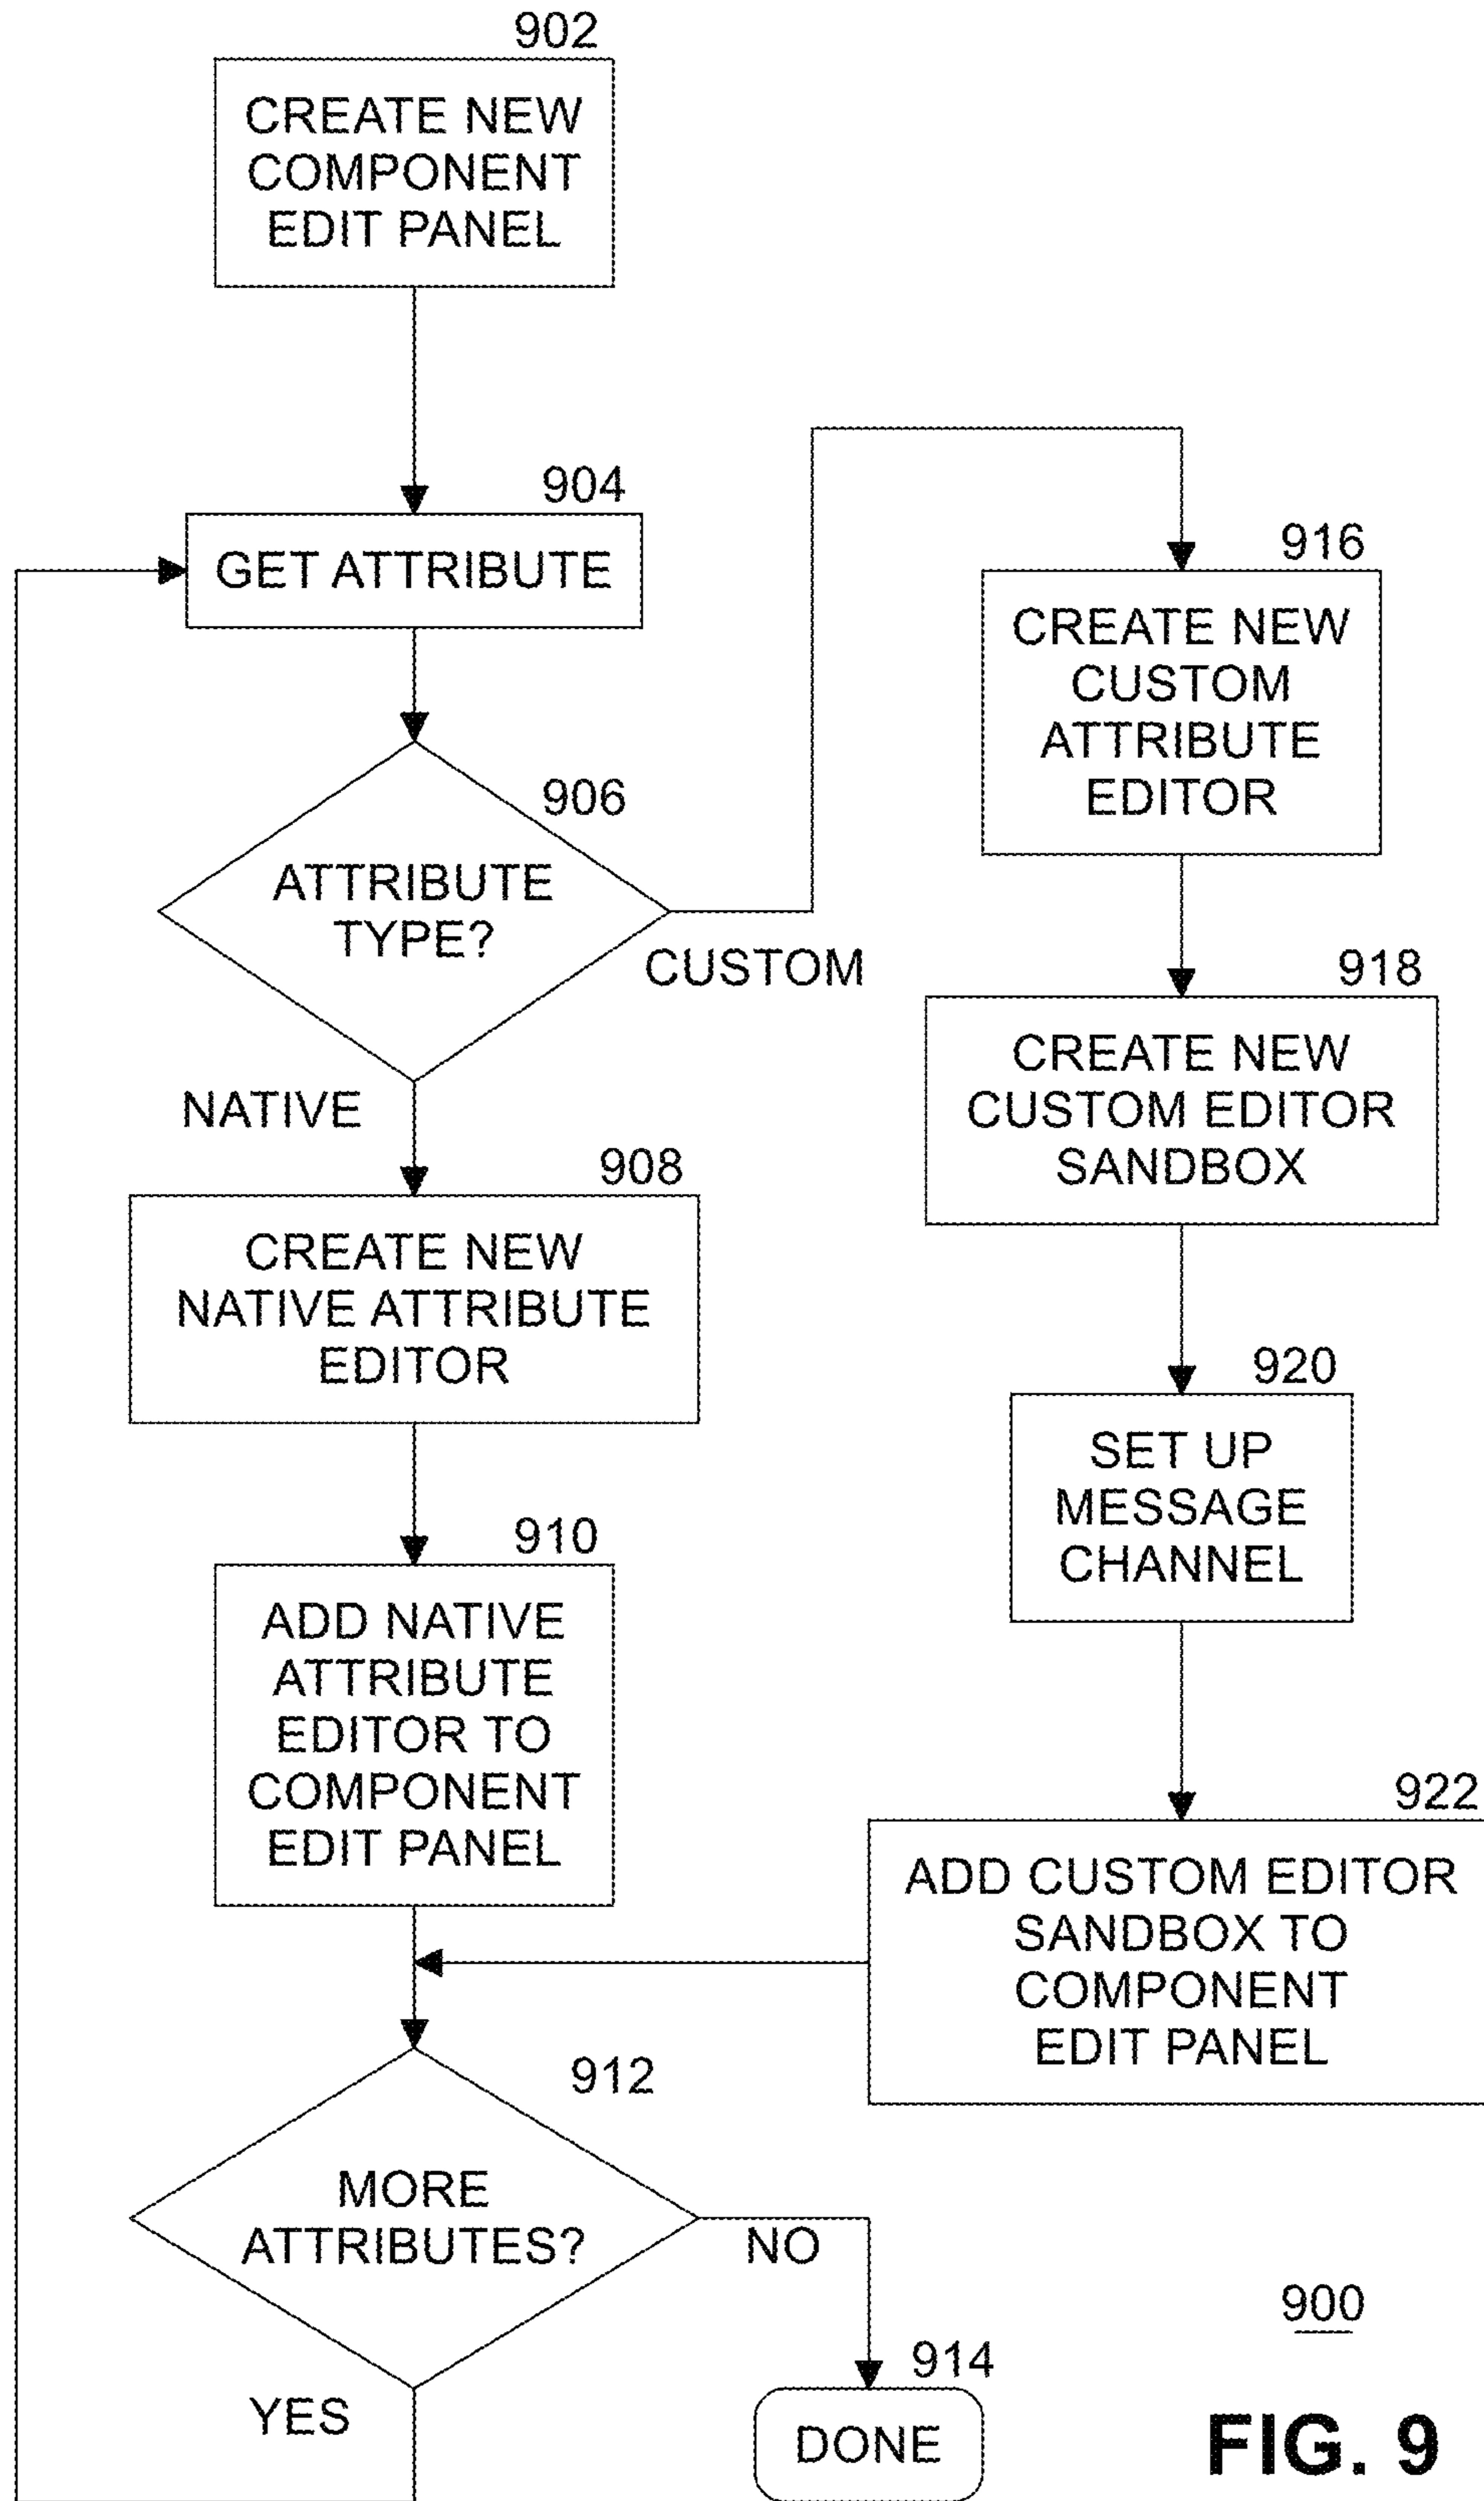 902
CREATE NEW
COMPONENT
EDIT PANEL
904
GET ATTRIBUTE
906
ATTRIBUTE
TYPE?
CUSTOM
NATIVE
908
CREATE NEW
NATIVE ATTRIBUTE
EDITOR
910
ADD NATIVE
ATTRIBUTE
EDITOR TO
COMPONENT
EDIT PANEL
912
MORE
ATTRIBUTES?
NO
YES
914
DONE
916
CREATE NEW
CUSTOM
ATTRIBUTE
EDITOR
918
CREATE NEW
CUSTOM EDITOR
SANDBOX
920
SET UP
MESSAGE
CHANNEL
922
ADD CUSTOM EDITOR
SANDBOX TO
COMPONENT
EDIT PANEL
900
FIG. 9